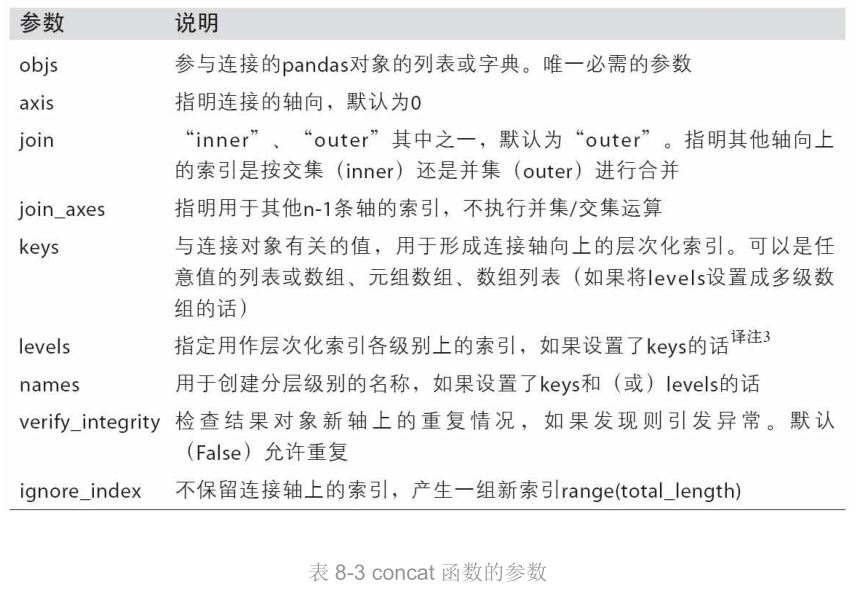 参数 说明
objs 参与连接的pandas对象的列表或字典。唯一必需的参数
axis 指明连接的轴向，默认为0
join “inner”、“outer”其中之一，默认为“outer”。指明其他轴向上
的索引是按交集（inner）还是并集（outer）进行合并
join_axes 指明用于其他n-1条轴的索引，不执行并集/交集运算
keys 与连接对象有关的值，用于形成连接轴向上的层次化索引。可以是任
意值的列表或数组、元组数组、数组列表（如果将levels设置成多级数
组的话）
levels 指定用作层次化索引各级别上的索引，如果设置了keys的话译注3
names 用于创建分层级别的名称，如果设置了keys和（或）levels的话
verify_integrity 检查结果对象新轴上的重复情况，如果发现则引发异常。默认
（False）允许重复
ignore_index 不保留连接轴上的索引，产生一组新索引range(total_length)
表 8-3 concat 函数的参数